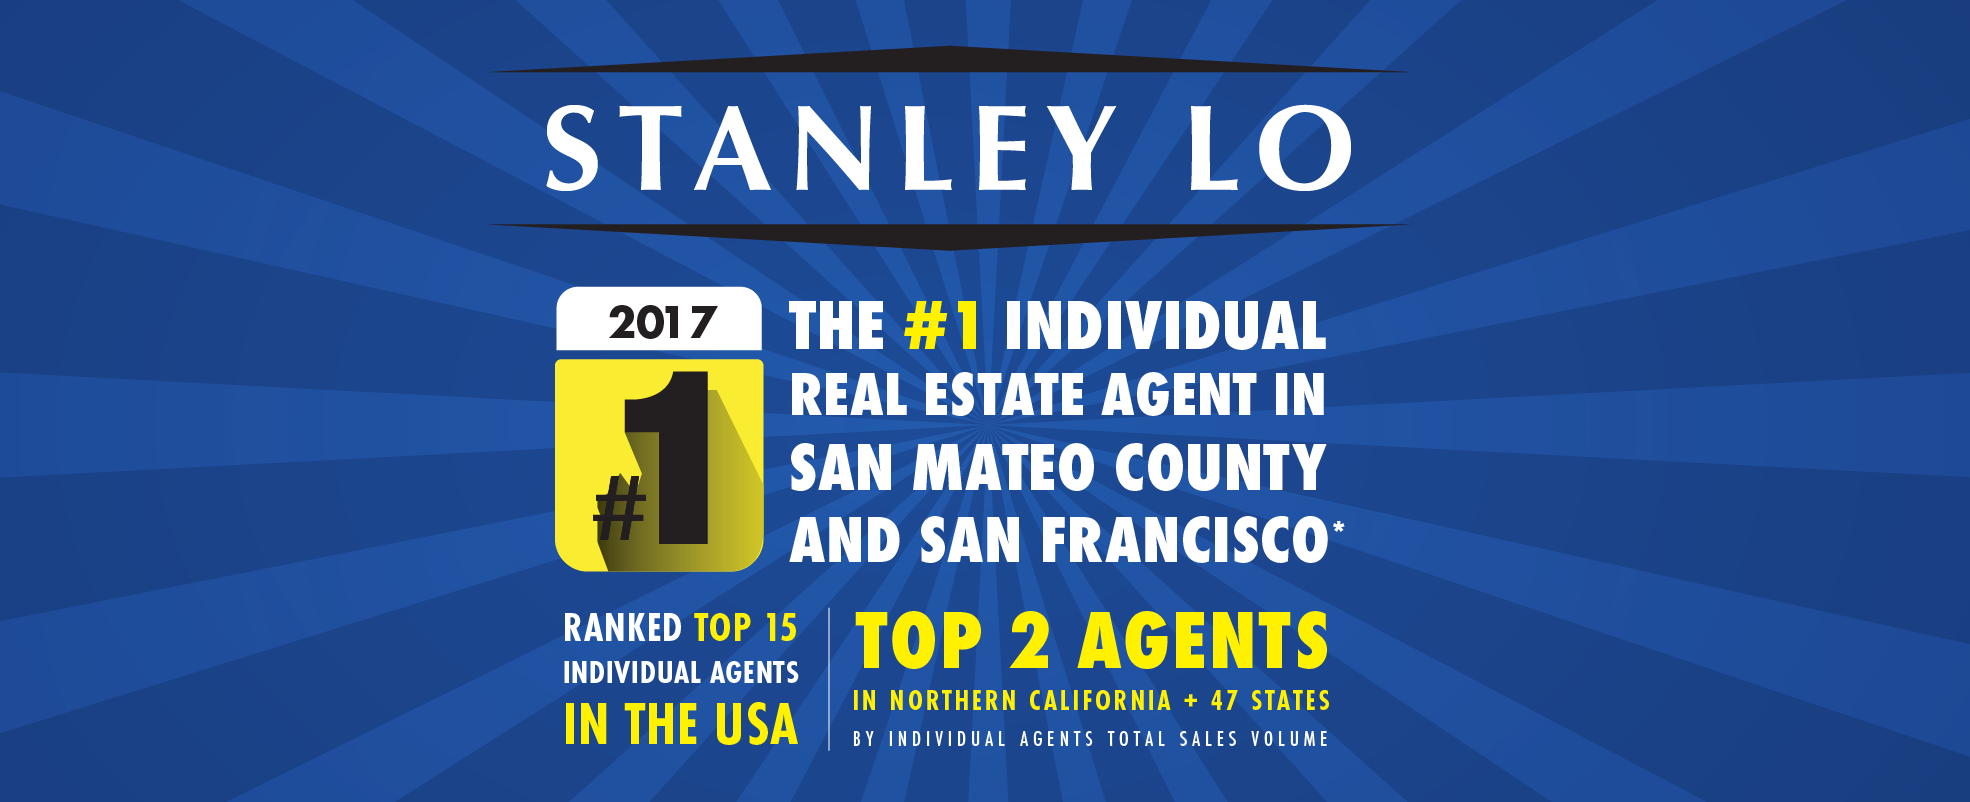 STANLEY LO
2017
#1
THE #1 INDIVIDUAL
REAL ESTATE AGENT IN
SAN MATEO COUNTY
AND SAN FRANCISCO*
RANKED TOP 15
INDIVIDUAL AGENTS
IN THE USA
TOP 2 AGENTS
IN NORTHERN CALIFORNIA + 47 STATES
BY INDIVIDUAL AGENTS TOTAL SALES VOLUME